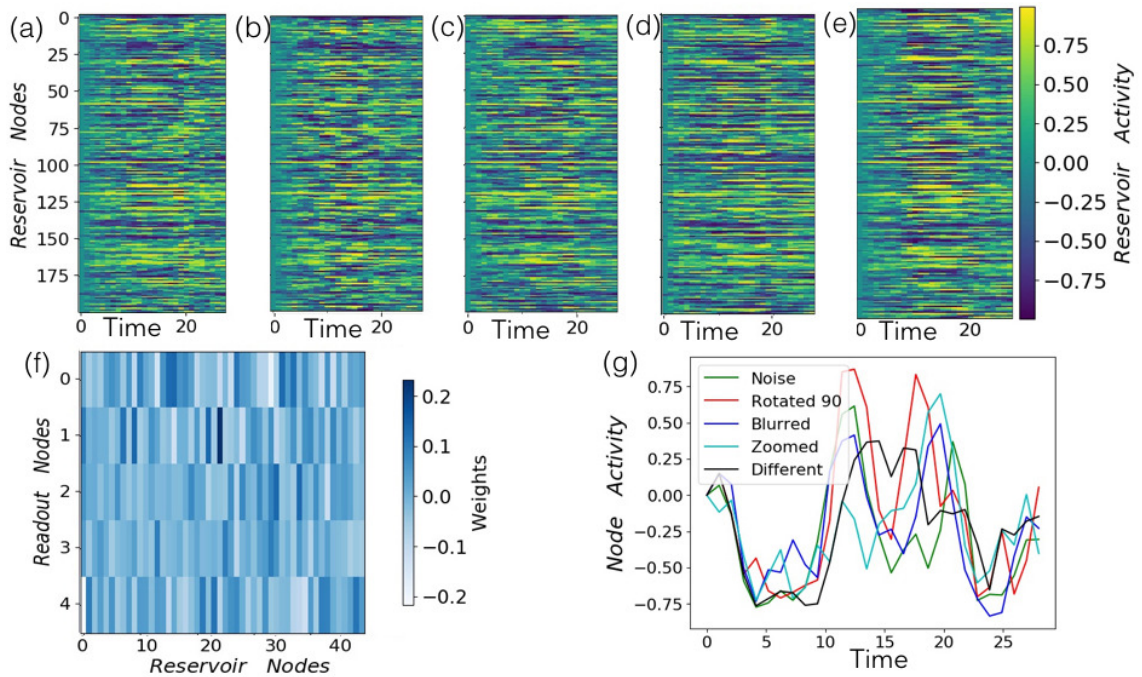 (a)
(b)
(c)
(d)
(e)
0
25
50
75
100
125
150
175
Reservoir Nodes
0 Time 20
0 Time 20
0 Time 20
0 Time 20
0 Time 20
0.75
0.50
0.25
0.00
−0.25
−0.50
−0.75
Reservoir Activity
(f)
0
1
2
3
4
Readout Nodes
0 10 20 30 40
Reservoir Nodes
0.2
0.1
0.0
−0.1
−0.2
Weights
(g)
0.75
0.50
0.25
0.00
−0.25
−0.50
−0.75
Node Activity
Noise
Rotated 90
Blurred
Zoomed
Different
0 5 10 15 20 25
Time